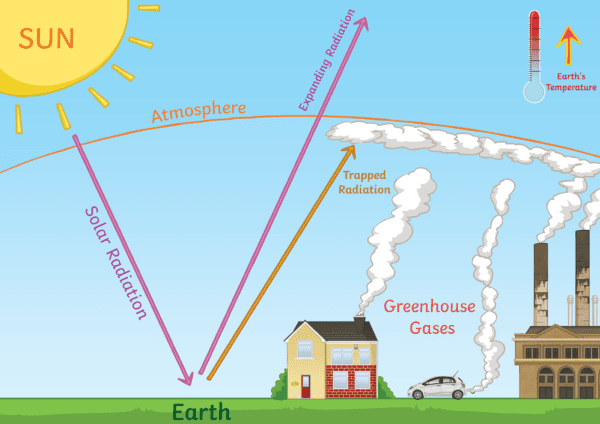 SUN
Atmosphere
Expanding Radiation
Earth's
Temperature
Solar Radiation
Trapped
Radiation
Greenhouse
Gases
Earth